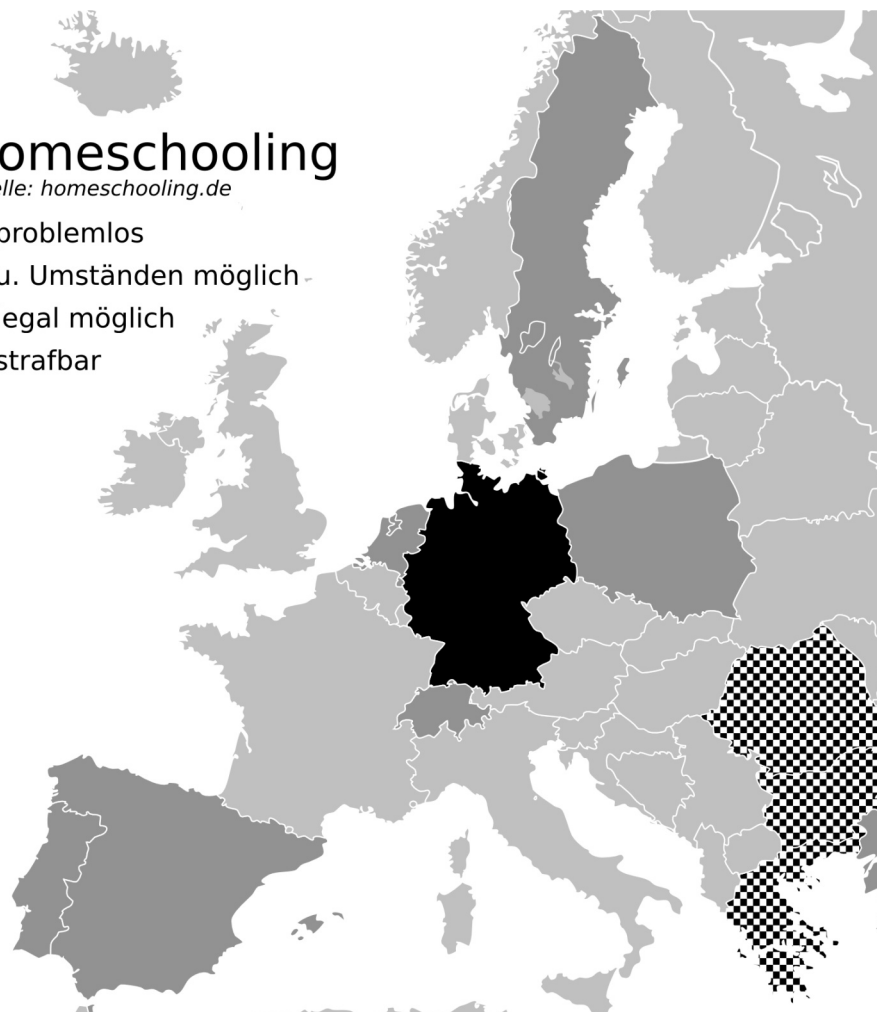 omeschooling
elle: homeschooling.de
problemlos
u. Umständen möglich
egal möglich
strafbar